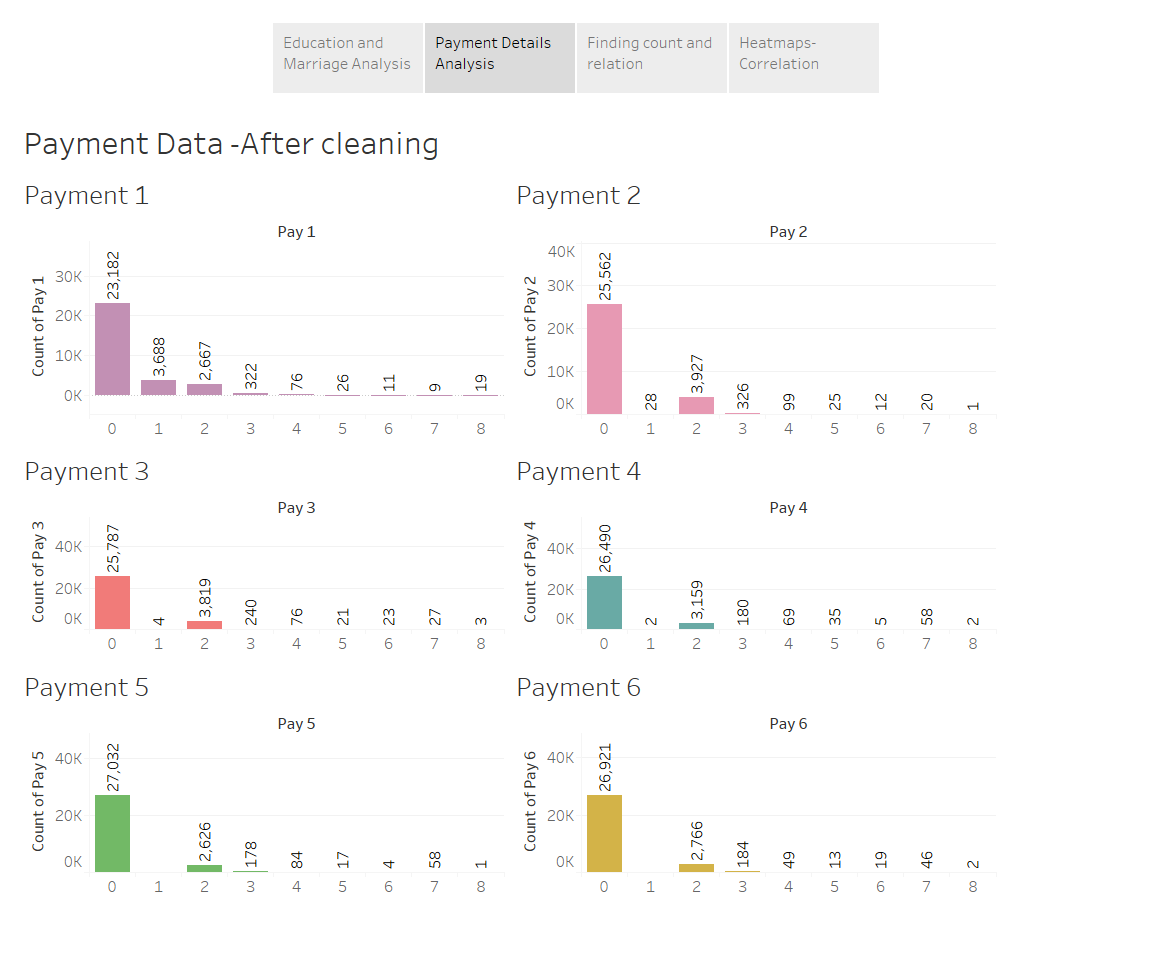 Education and
Marriage Analysis
Payment Details
Analysis
Finding count and
relation
Heatmaps-
Correlation
Payment Data -After cleaning
Payment 1
Pay 1
Count of Pay 1
30K
20K
10K
0K
23,182
3,688
2,667
322
76
26
11
9
19
0 1 2 3 4 5 6 7 8
Payment 2
Pay 2
Count of Pay 2
40K
30K
20K
10K
0K
25,562
28
3,927
326
99
25
12
20
1
0 1 2 3 4 5 6 7 8
Payment 3
Pay 3
Count of Pay 3
40K
20K
0K
25,787
4
3,819
240
76
21
23
27
3
0 1 2 3 4 5 6 7 8
Payment 4
Pay 4
Count of Pay 4
40K
20K
0K
26,490
2
3,159
180
69
35
5
58
2
0 1 2 3 4 5 6 7 8
Payment 5
Pay 5
Count of Pay 5
40K
20K
0K
27,032
2,626
178
84
17
4
58
1
0 1 2 3 4 5 6 7 8
Payment 6
Pay 6
Count of Pay 6
40K
20K
0K
26,921
2,766
184
49
13
19
46
2
0 1 2 3 4 5 6 7 8